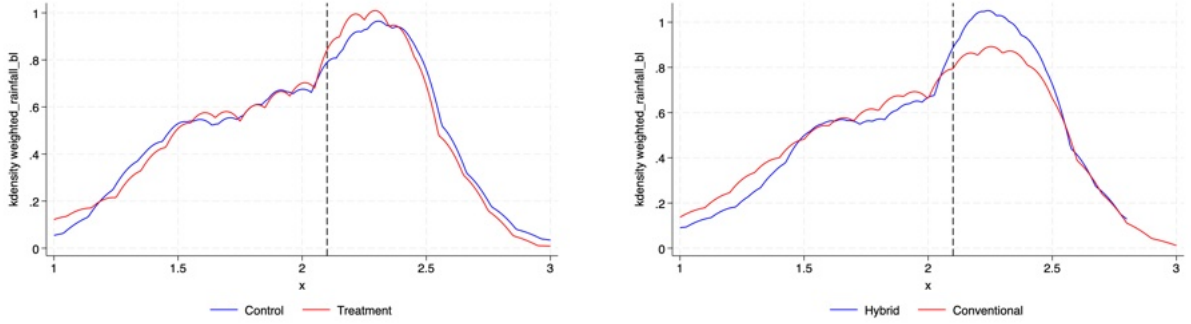 kdensity weighted_rainfall_bl
1
.8
.6
.4
.2
0
1 1.5 2 2.5 3
x
Control Treatment
kdensity weighted_rainfall_bl
1
.8
.6
.4
.2
0
1 1.5 2 2.5 3
x
Hybrid Conventional